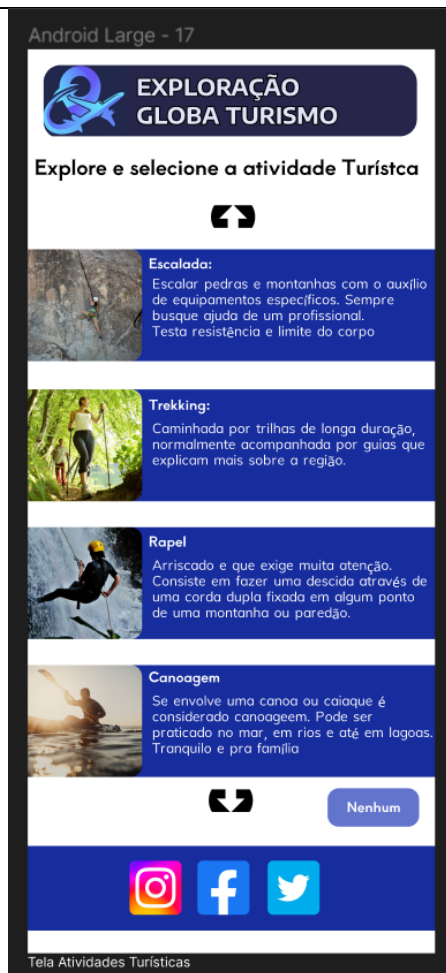 Android Large - 17
EXPLORAÇÃO
GLOBA TURISMO
Explore e selecione a atividade Turístca
Escalada:
Escalar pedras e montanhas com o auxílio
de equipamentos específicos. Sempre
busque ajuda de um profissional.
Testa resistência e limite do corpo
Trekking:
Caminhada por trilhas de longa duração,
normalmente acompanhada por guias que
explicam mais sobre a região.
Rapel
Arriscado e que exige muita atenção.
Consiste em fazer uma descida através de
uma corda dupla fixada em algum ponto
de uma montanha ou paredão.
Canoagem
Se envolve uma canoa ou caiaque é
considerado canoageem. Pode ser
praticado no mar, em rios e até em lagoas.
Tranquilo e pra família
Nenhum
Tela Atividades Turísticas